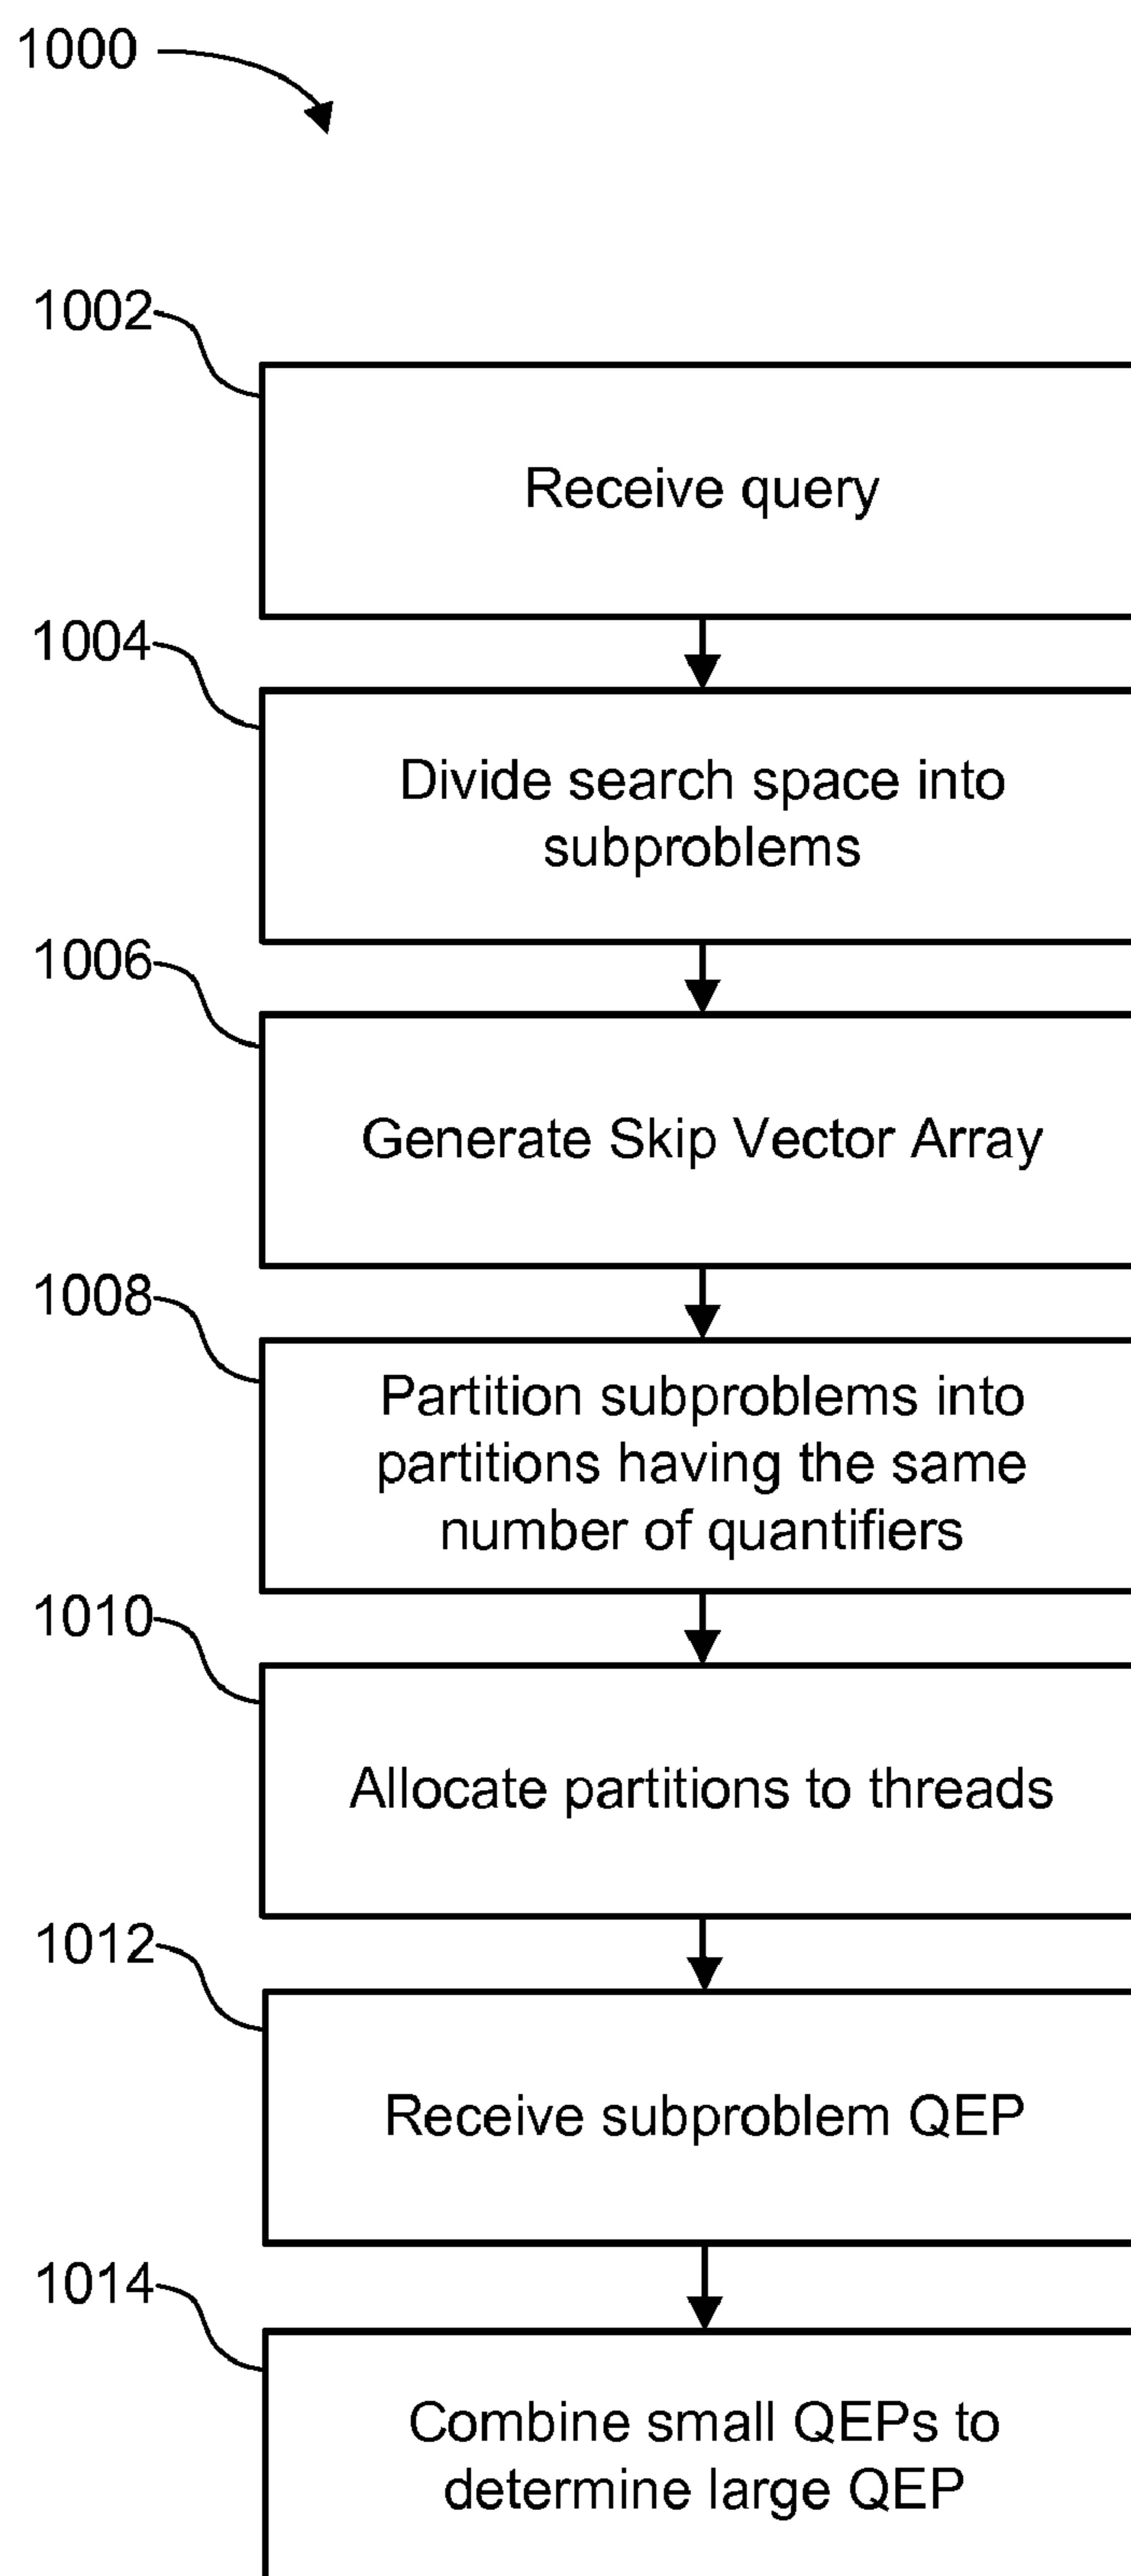 1000
1002
Receive query
1004
Divide search space into
subproblems
1006
Generate Skip Vector Array
1008
Partition subproblems into
partitions having the same
number of quantifiers
1010
Allocate partitions to threads
1012
Receive subproblem QEP
1014
Combine small QEPs to
determine large QEP